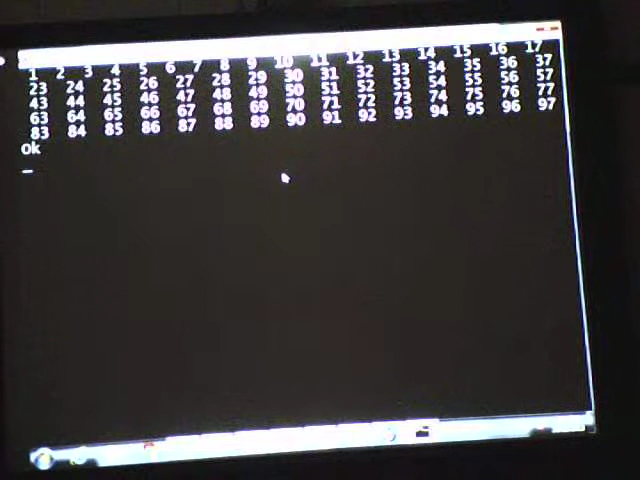 1 2 3 4 5 6 7 8 9 10 11 12 13 14 15 16 17
23 24 25 26 27 28 29 30 31 32 33 34 35 36 37
43 44 45 46 47 48 49 50 51 52 53 54 55 56 57
63 64 65 66 67 68 69 70 71 72 73 74 75 76 77
83 84 85 86 87 88 89 90 91 92 93 94 95 96 97
Ok